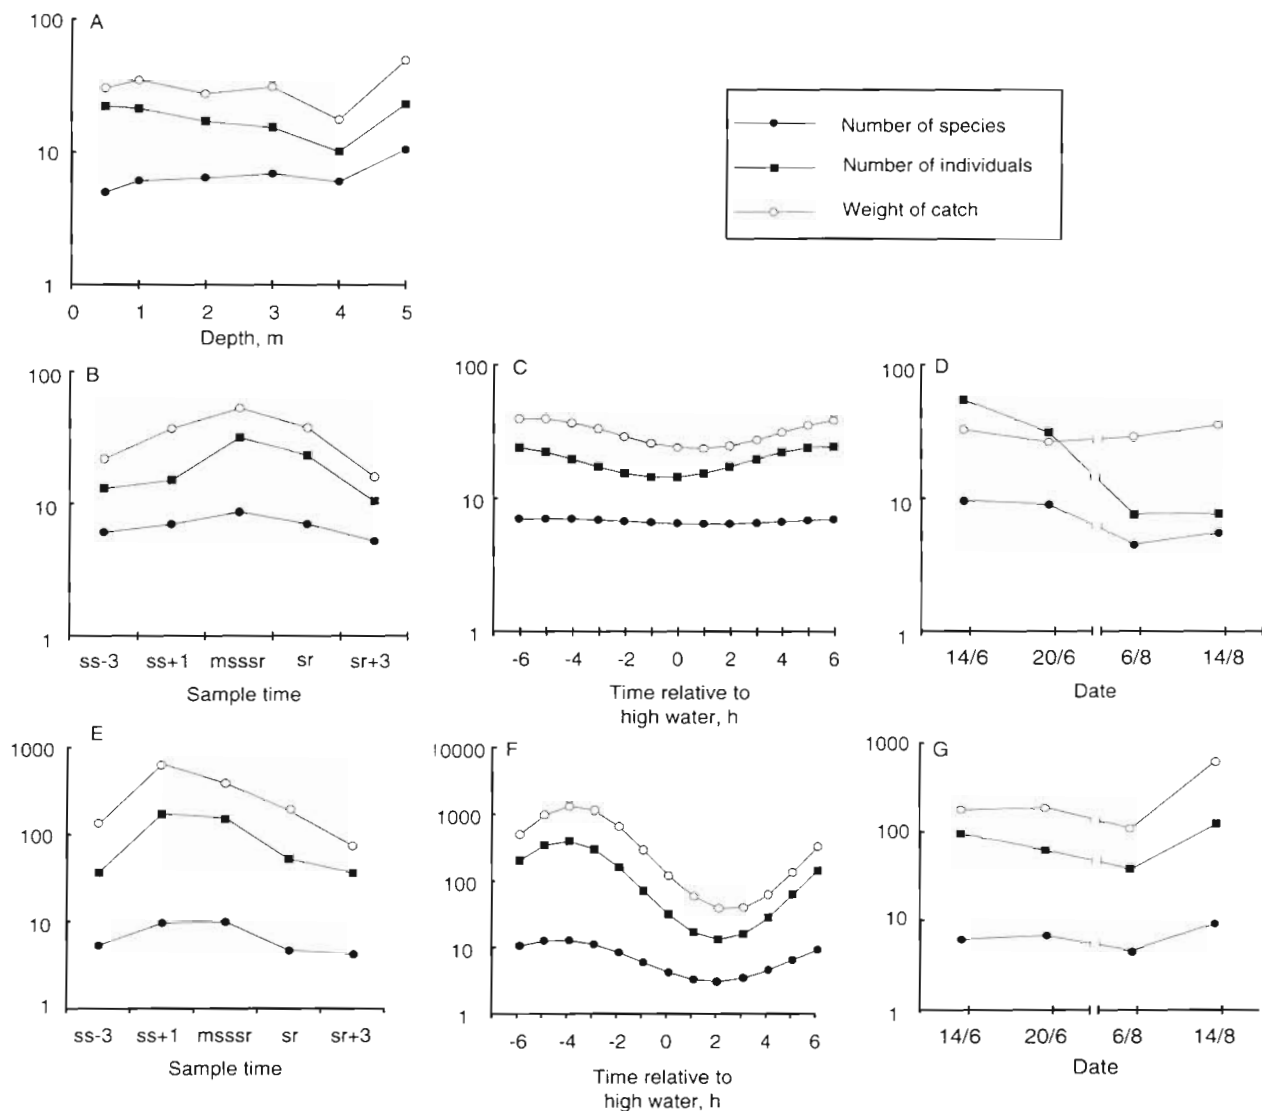 A
100
10
1
0 1 2 3 4 5
Depth, m
Number of species
Number of individuals
Weight of catch
B
100
10
1
ss-3 ss+1 msssr sr sr+3
Sample time
C
100
10
1
-6 -4 -2 0 2 4 6
Time relative to
high water, h
D
100
10
1
14/6 20/6 6/8 14/8
Date
E
1000
100
10
1
ss-3 ss+1 msssr sr sr+3
Sample time
F
10000
1000
100
10
1
-6 -4 -2 0 2 4 6
Time relative to
high water, h
G
1000
100
10
1
14/6 20/6 6/8 14/8
Date